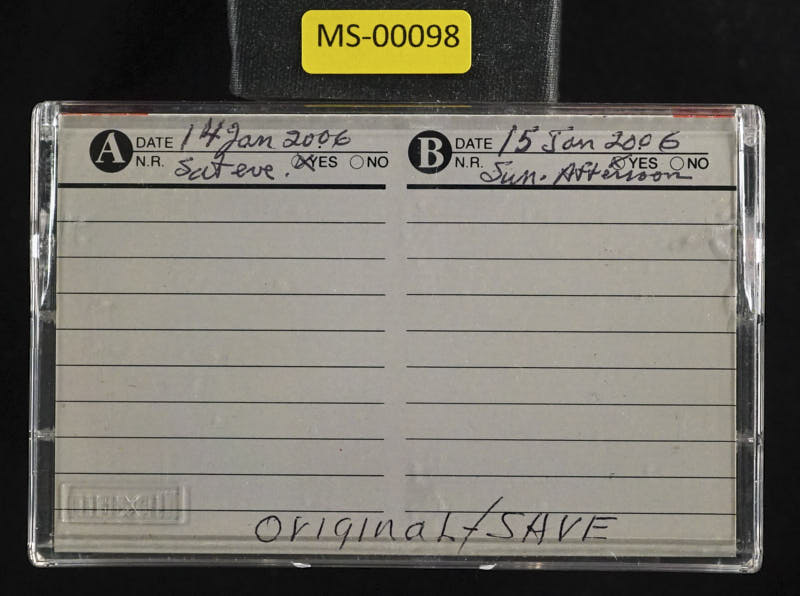 MS-00098
A DATE 14 Jan 2006
N.R. Sat eve. YES NO
B DATE 15 Jan 2006
N.R. Sun. Afternoon YES NO
maxell
Original/SAVE